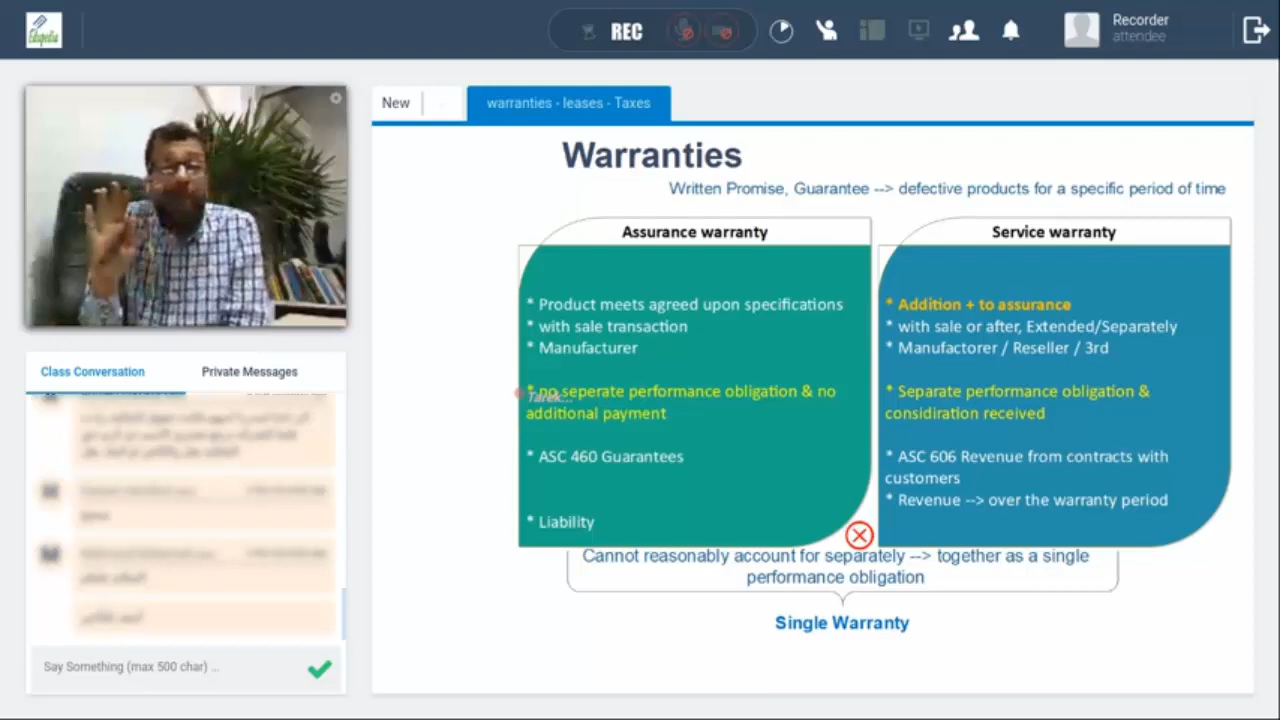 Edupedia
REC
Recorder
attendee
New
warranties - leases - Taxes
Warranties
Written Promise, Guarantee --> defective products for a specific period of time
Assurance warranty
* Product meets agreed upon specifications
* with sale transaction
* Manufacturer
* no seperate performance obligation & no
additional payment
* ASC 460 Guarantees
* Liability
Service warranty
* Addition + to assurance
* with sale or after, Extended/Separately
* Manufactorer / Reseller / 3rd
* Separate performance obligation &
considiration received
* ASC 606 Revenue from contracts with
customers
* Revenue --> over the warranty period
Cannot reasonably account for separately --> together as a single
performance obligation
Single Warranty
Class Conversation
Private Messages
Say Something (max 500 char) ...